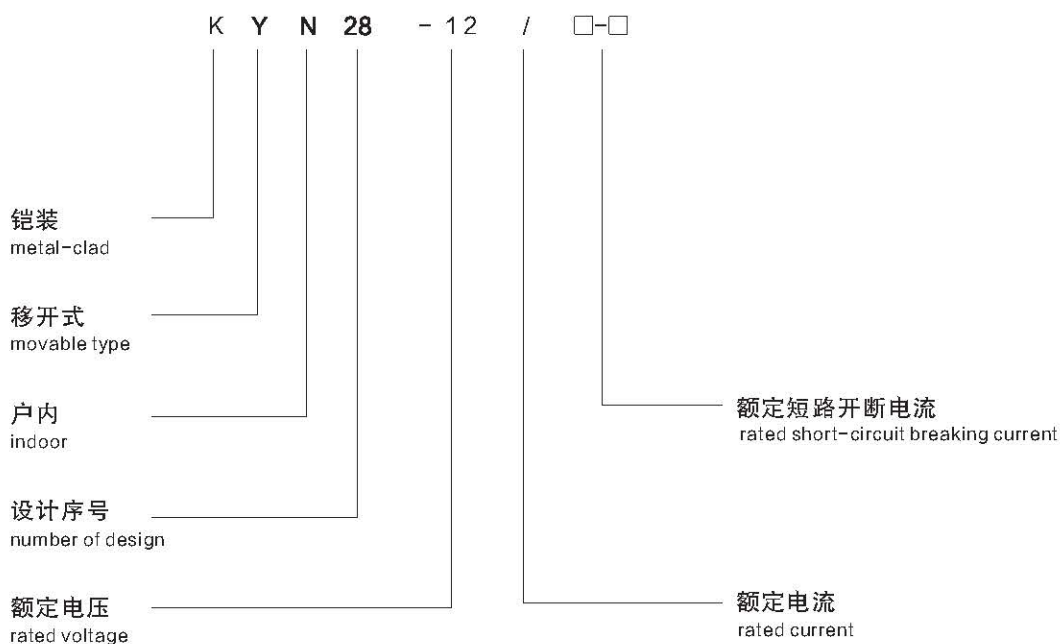 K Y N 28 -12 / □-□
铠装
metal-clad
移开式
movable type
户内
indoor
额定短路开断电流
rated short-circuit breaking current
设计序号
number of design
额定电压
rated voltage
额定电流
rated current